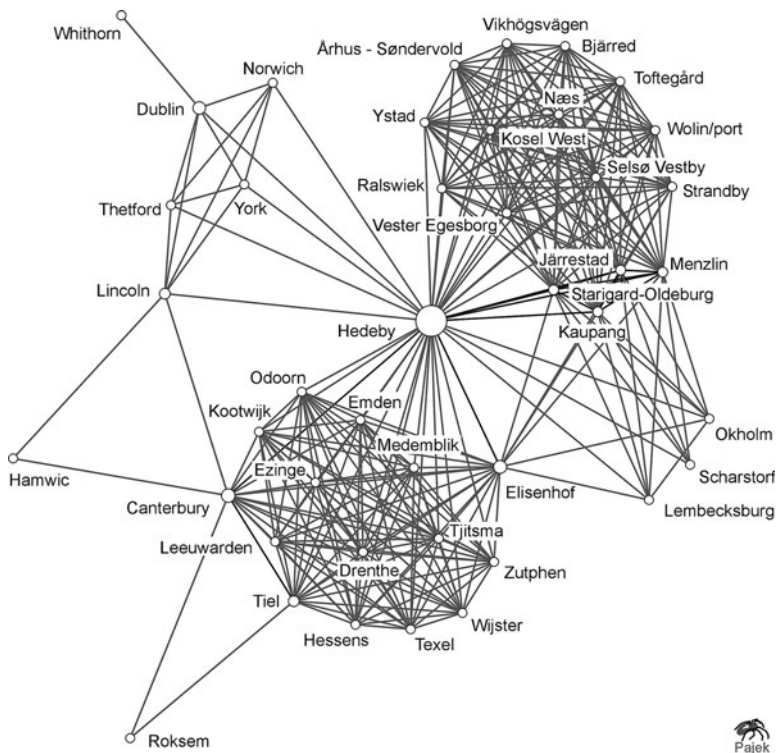 Whithorn
Vikhögsvägen
Bjärred
Århus - Søndervold
Norwich
Toftegård
Dublin
Næs
Ystad
Wolin/port
Kosel West
Selsø Vestby
Ralswiek
Strandby
Thetford
York
Vester Egesborg
Järrestad
Menzlin
Lincoln
Starigard-Oldeburg
Hedeby
Kaupang
Odoorn
Emden
Kootwijk
Okholm
Medemblik
Ezinge
Scharstorf
Hamwic
Elisenhof
Canterbury
Lembecksburg
Tjitsma
Leeuwarden
Drenthe
Zutphen
Tiel
Wijster
Hessens
Texel
Roksem
Pajek